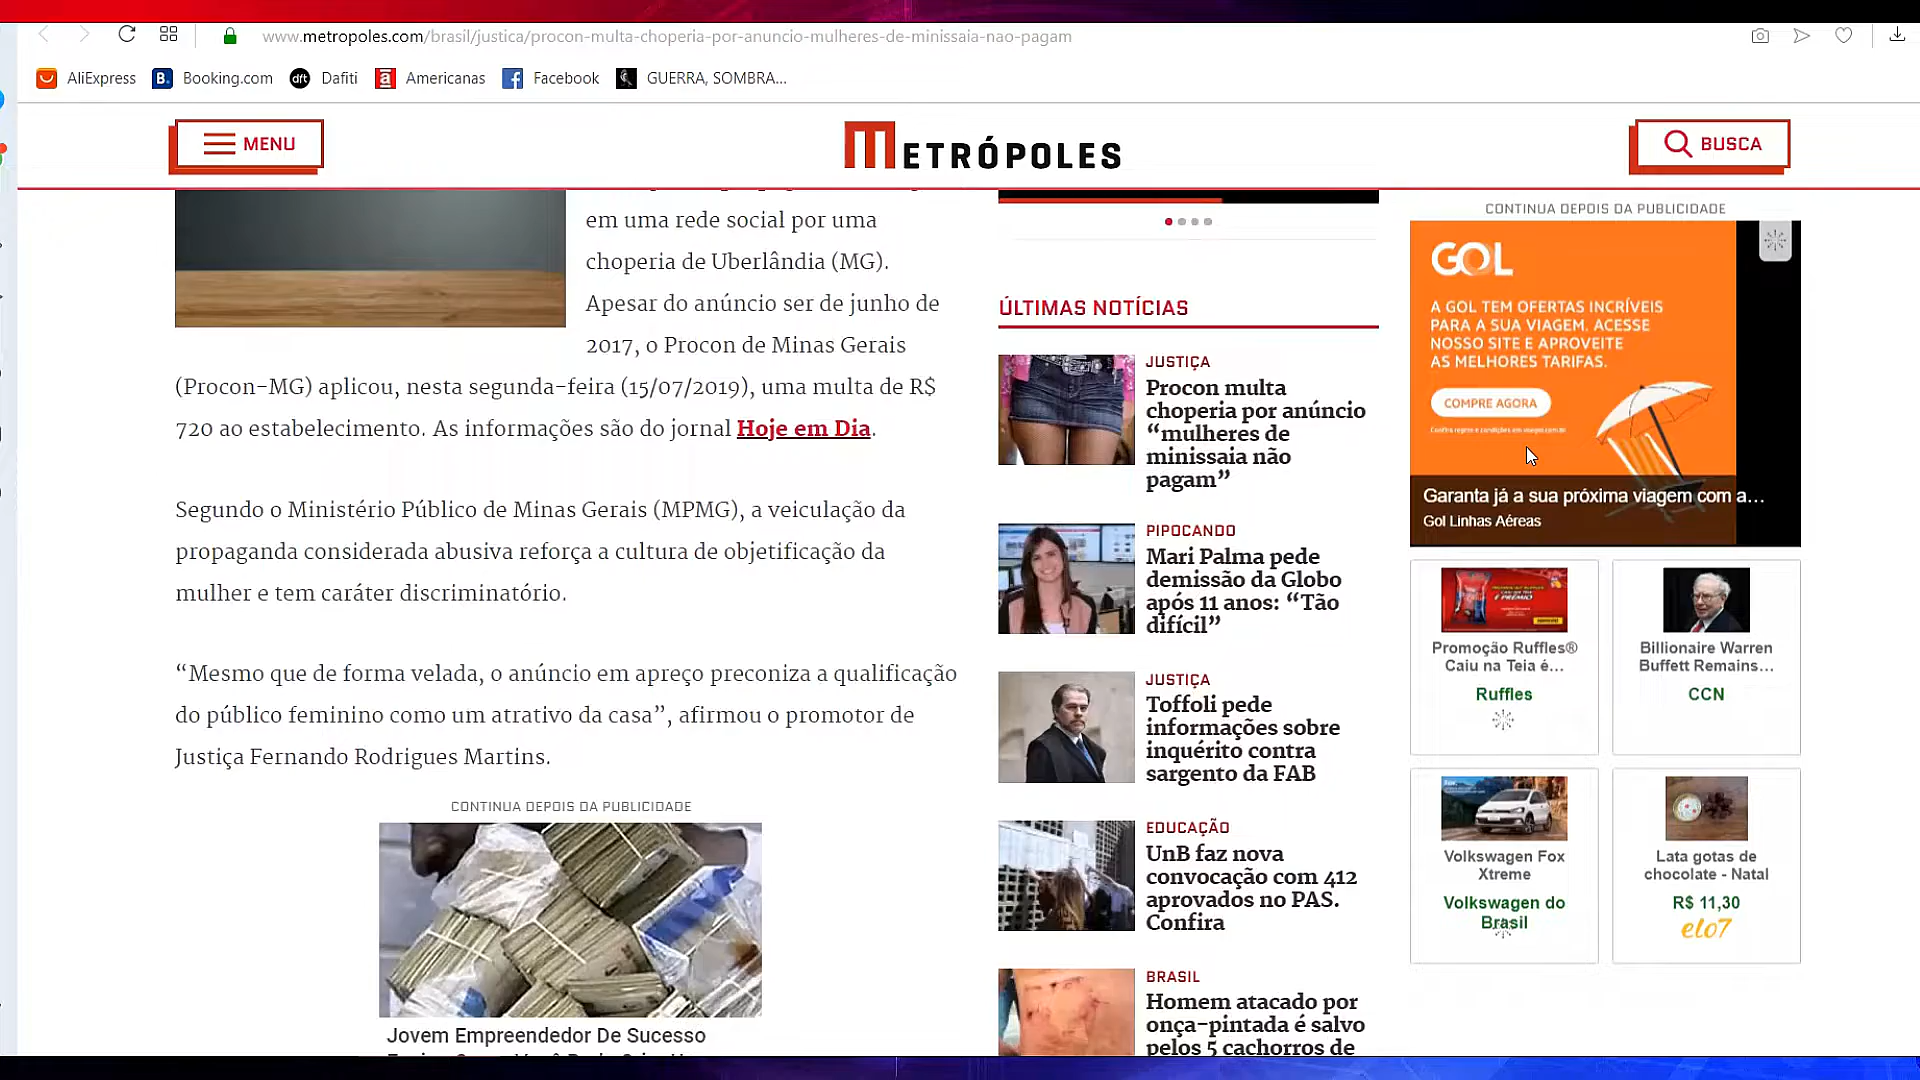 www.metropoles.com/brasil/justica/procon-multa-choperia-por-anuncio-mulheres-de-minissaia-nao-pagam
AliExpress
Booking.com
Dafiti
Americanas
Facebook
GUERRA, SOMBRA...
MENU
METRÓPOLES
BUSCA
em uma rede social por uma
choperia de Uberlândia (MG).
Apesar do anúncio ser de junho de
2017, o Procon de Minas Gerais
(Procon-MG) aplicou, nesta segunda-feira (15/07/2019), uma multa de R$
720 ao estabelecimento. As informações são do jornal Hoje em Dia.
Segundo o Ministério Público de Minas Gerais (MPMG), a veiculação da
propaganda considerada abusiva reforça a cultura de objetificação da
mulher e tem caráter discriminatório.
“Mesmo que de forma velada, o anúncio em apreço preconiza a qualificação
do público feminino como um atrativo da casa”, afirmou o promotor de
Justiça Fernando Rodrigues Martins.
CONTINUA DEPOIS DA PUBLICIDADE
Jovem Empreendedor De Sucesso
ÚLTIMAS NOTÍCIAS
JUSTIÇA
Procon multa
choperia por anúncio
“mulheres de
minissaia não
pagam”
PIPOCANDO
Mari Palma pede
demissão da Globo
após 11 anos: “Tão
difícil”
JUSTIÇA
Toffoli pede
informações sobre
inquérito contra
sargento da FAB
EDUCAÇÃO
UnB faz nova
convocação com 412
aprovados no PAS.
Confira
BRASIL
Homem atacado por
onça-pintada é salvo
pelos 5 cachorros de
CONTINUA DEPOIS DA PUBLICIDADE
GOL
A GOL TEM OFERTAS INCRÍVEIS
PARA A SUA VIAGEM. ACESSE
NOSSO SITE E APROVEITE
AS MELHORES TARIFAS.
COMPRE AGORA
Garanta já a sua próxima viagem com a...
Gol Linhas Aéreas
Promoção Ruffles®
Caiu na Teia é...
Ruffles
Billionaire Warren
Buffett Remains...
CCN
Volkswagen Fox
Xtreme
Volkswagen do
Brasil
Lata gotas de
chocolate - Natal
R$ 11,30
elo7